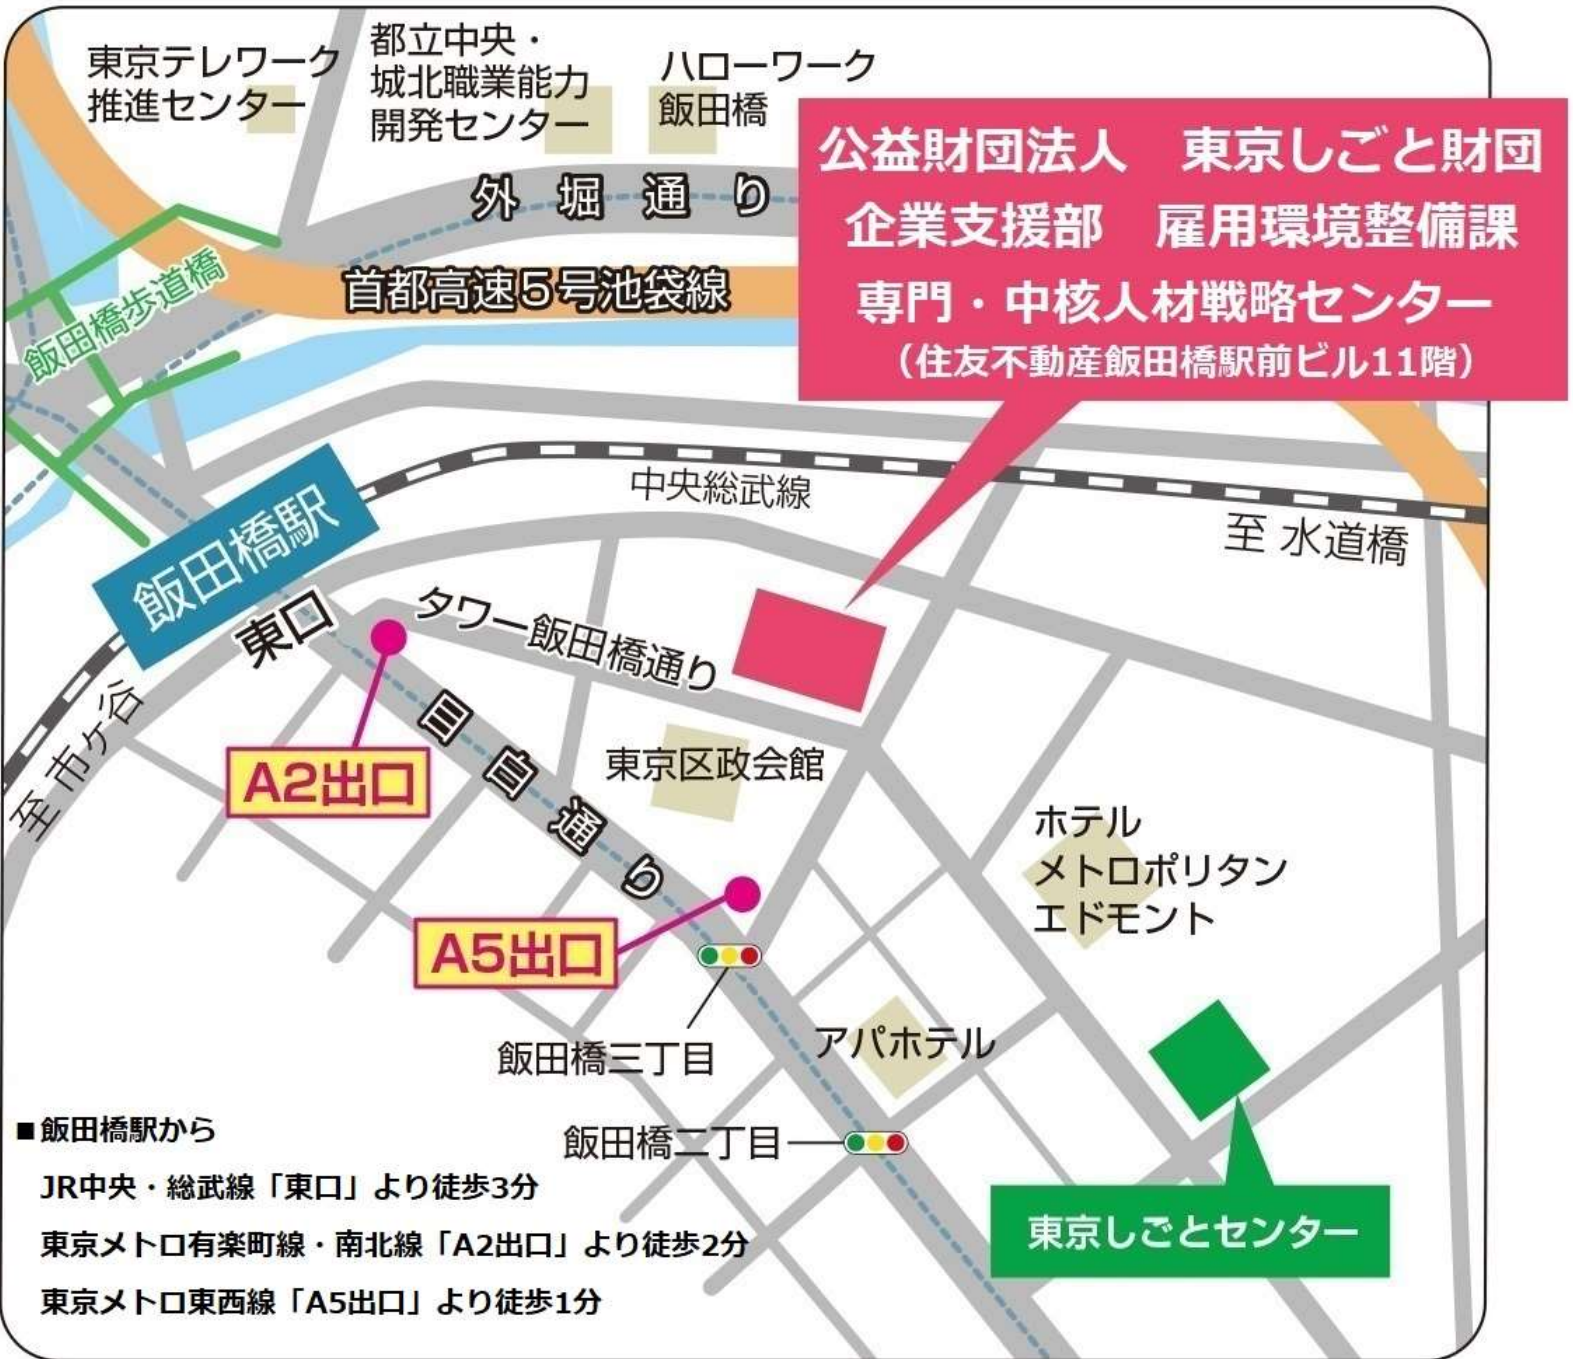 東京テレワーク
推進センター
都立中央・
城北職業能力
開発センター
ハローワーク
飯田橋
公益財団法人　東京しごと財団
企業支援部　雇用環境整備課
専門・中核人材戦略センター
（住友不動産飯田橋駅前ビル11階）
外堀通り
首都高速5号池袋線
飯田橋歩道橋
中央総武線
至 水道橋
飯田橋駅
東口
タワー飯田橋通り
至 市ヶ谷
A2出口
目白通り
東京区政会館
ホテル
メトロポリタン
エドモント
A5出口
飯田橋三丁目
アパホテル
飯田橋二丁目
東京しごとセンター
■飯田橋駅から
JR中央・総武線「東口」より徒歩3分
東京メトロ有楽町線・南北線「A2出口」より徒歩2分
東京メトロ東西線「A5出口」より徒歩1分